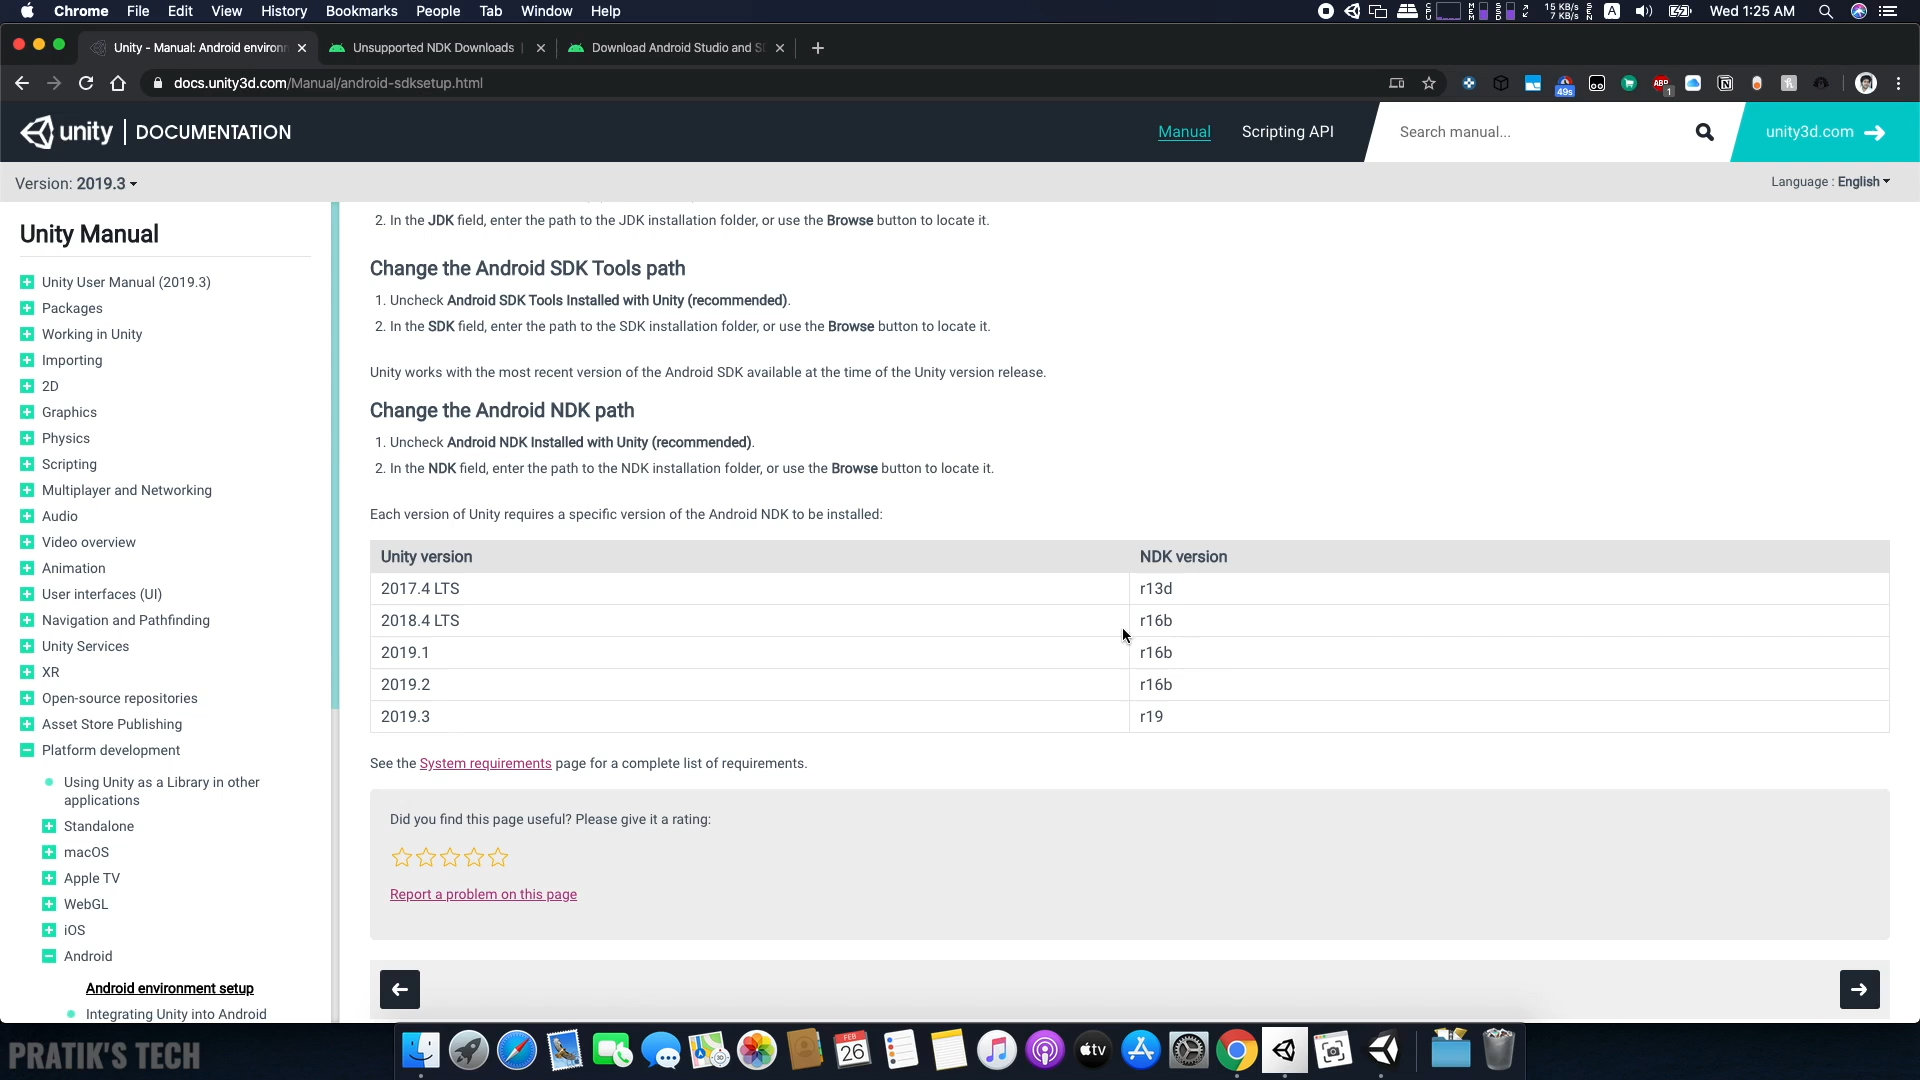 Chrome File Edit View History Bookmarks People Tab Window Help
15 KB/s
7 KB/s
A
Wed 1:25 AM
Unity - Manual: Android environ
Unsupported NDK Downloads
Download Android Studio and S
docs.unity3d.com/Manual/android-sdksetup.html
49s
ABP
1
unity | DOCUMENTATION
Manual
Scripting API
Search manual...
unity3d.com
Version: 2019.3
Language : English
Unity Manual
Unity User Manual (2019.3)
Packages
Working in Unity
Importing
2D
Graphics
Physics
Scripting
Multiplayer and Networking
Audio
Video overview
Animation
User interfaces (UI)
Navigation and Pathfinding
Unity Services
XR
Open-source repositories
Asset Store Publishing
Platform development
Using Unity as a Library in other
applications
Standalone
macOS
Apple TV
WebGL
iOS
Android
Android environment setup
Integrating Unity into Android
2. In the JDK field, enter the path to the JDK installation folder, or use the Browse button to locate it.
Change the Android SDK Tools path
1. Uncheck Android SDK Tools Installed with Unity (recommended).
2. In the SDK field, enter the path to the SDK installation folder, or use the Browse button to locate it.
Unity works with the most recent version of the Android SDK available at the time of the Unity version release.
Change the Android NDK path
1. Uncheck Android NDK Installed with Unity (recommended).
2. In the NDK field, enter the path to the NDK installation folder, or use the Browse button to locate it.
Each version of Unity requires a specific version of the Android NDK to be installed:
Unity version NDK version
2017.4 LTS r13d
2018.4 LTS r16b
2019.1 r16b
2019.2 r16b
2019.3 r19
See the System requirements page for a complete list of requirements.
Did you find this page useful? Please give it a rating:
Report a problem on this page
PRATIK'S TECH
FEB
26
tv